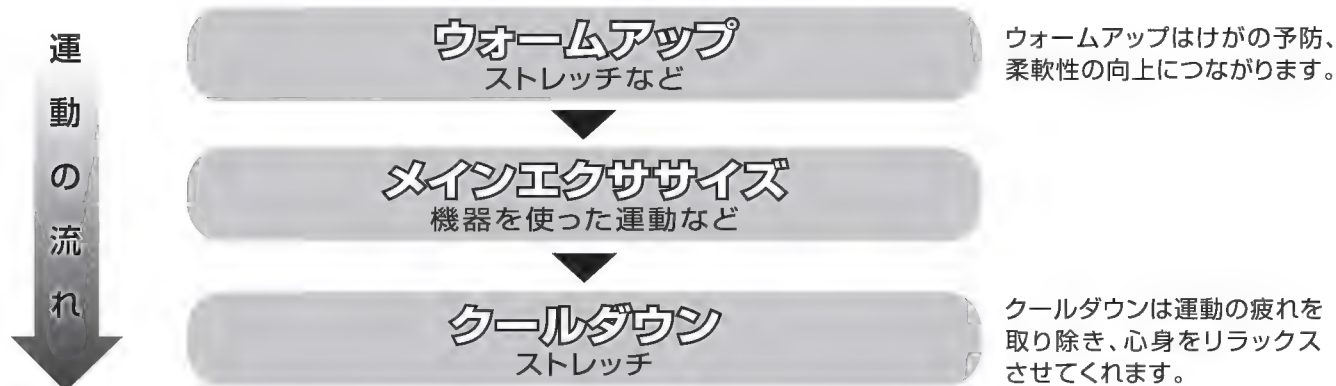 運動の流れ
ウォームアップ
ストレッチなど
ウォームアップはけがの予防、
柔軟性の向上につながります。
メインエクササイズ
機器を使った運動など
クールダウン
ストレッチ
クールダウンは運動の疲れを
取り除き、心身をリラックス
させてくれます。